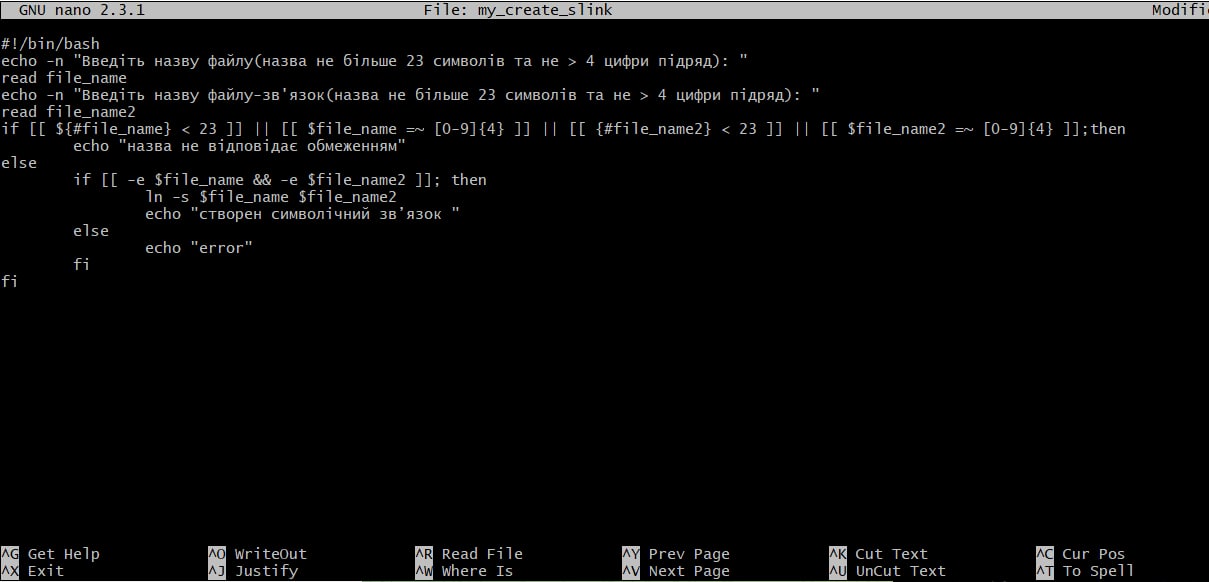 GNU nano 2.3.1 File: my_create_slink Modifi
#!/bin/bash
echo -n "Введіть назву файлу(назва не більше 23 символів та не > 4 цифри підряд): "
read file_name
echo -n "Введіть назву файлу-зв'язок(назва не більше 23 символів та не > 4 цифри підряд): "
read file_name2
if [[ ${#file_name} < 23 ]] || [[ $file_name =~ [0-9]{4} ]] || [[ {#file_name2} < 23 ]] || [[ $file_name2 =~ [0-9]{4} ]];then
echo "назва не відповідає обмеженням"
else
if [[ -e $file_name && -e $file_name2 ]]; then
ln -s $file_name $file_name2
echo "створен символічний зв’язок "
else
echo "error"
fi
fi
^G Get Help ^O WriteOut ^R Read File ^Y Prev Page ^K Cut Text ^C Cur Pos
^X Exit ^J Justify ^W Where Is ^V Next Page ^U UnCut Text ^T To Spell